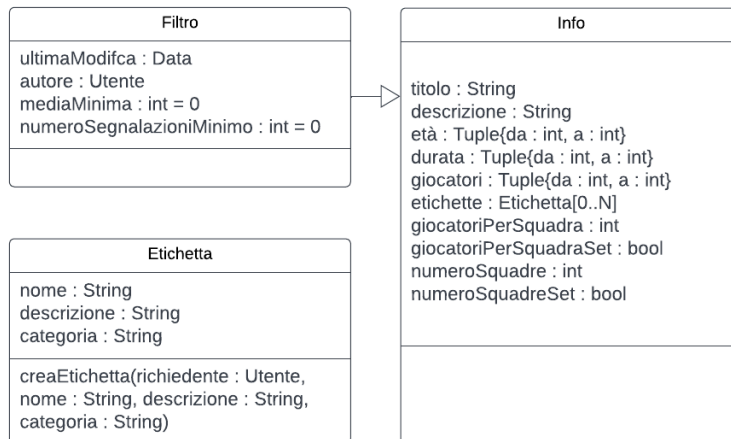 Filtro
ultimaModifca : Data
autore : Utente
mediaMinima : int = 0
numeroSegnalazioniMinimo : int = 0
Info
titolo : String
descrizione : String
età : Tuple{da : int, a : int}
durata : Tuple{da : int, a : int}
giocatori : Tuple{da : int, a : int}
etichette : Etichetta[0..N]
giocatoriPerSquadra : int
giocatoriPerSquadraSet : bool
numeroSquadre : int
numeroSquadreSet : bool
Etichetta
nome : String
descrizione : String
categoria : String
creaEtichetta(richiedente : Utente,
nome : String, descrizione : String,
categoria : String)